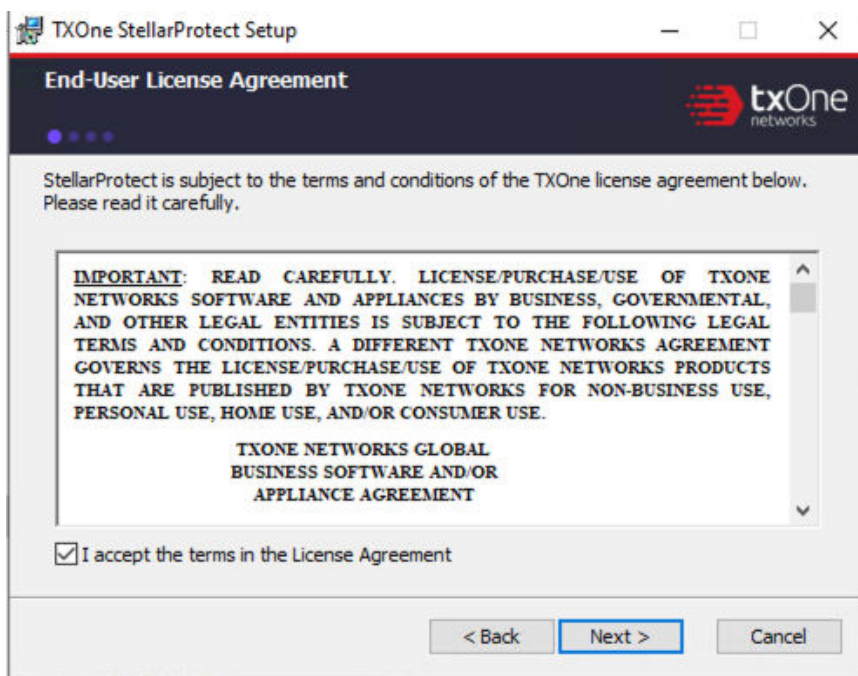 TXOne StellarProtect Setup
End-User License Agreement
txOne
networks
StellarProtect is subject to the terms and conditions of the TXOne license agreement below.
Please read it carefully.
IMPORTANT: READ CAREFULLY. LICENSE/PURCHASE/USE OF TXONE
NETWORKS SOFTWARE AND APPLIANCES BY BUSINESS, GOVERNMENTAL,
AND OTHER LEGAL ENTITIES IS SUBJECT TO THE FOLLOWING LEGAL
TERMS AND CONDITIONS. A DIFFERENT TXONE NETWORKS AGREEMENT
GOVERNS THE LICENSE/PURCHASE/USE OF TXONE NETWORKS PRODUCTS
THAT ARE PUBLISHED BY TXONE NETWORKS FOR NON-BUSINESS USE,
PERSONAL USE, HOME USE, AND/OR CONSUMER USE.
TXONE NETWORKS GLOBAL
BUSINESS SOFTWARE AND/OR
APPLIANCE AGREEMENT
I accept the terms in the License Agreement
< Back Next > Cancel